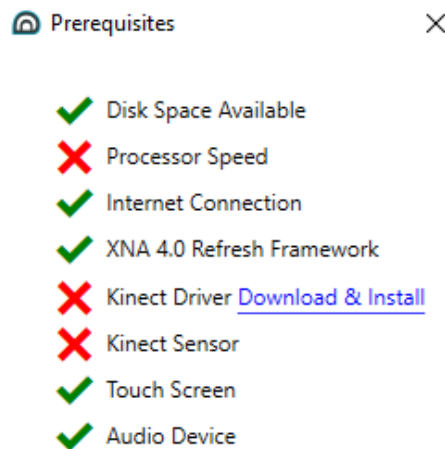 Prerequisites
Disk Space Available
Processor Speed
Internet Connection
XNA 4.0 Refresh Framework
Kinect Driver Download & Install
Kinect Sensor
Touch Screen
Audio Device